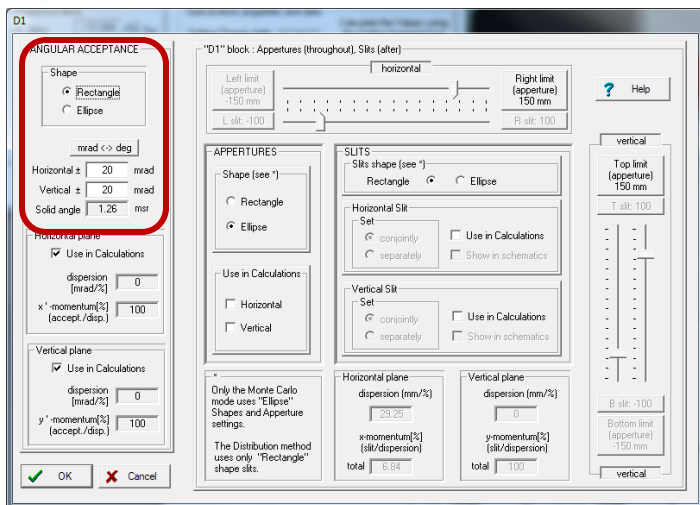 D1
ANGULAR ACCEPTANCE
Shape
Rectangle
Ellipse
mrad <-> deg
Horizontal ± 20 mrad
Vertical ± 20 mrad
Solid angle 1.26 msr
Horizontal plane
Use in Calculations
dispersion [mrad/%] 0
x ' -momentum[%] (accept./disp.) 100
Vertical plane
Use in Calculations
dispersion [mrad/%] 0
y ' -momentum[%] (accept./disp.) 100
OK
Cancel
"D1" block : Appertures (throughout), Slits (after)
horizontal
Left limit
(apperture)
-150 mm
L slit: -100
Right limit
(apperture)
150 mm
R slit: 100
APPERTURES
Shape (see *)
Rectangle
Ellipse
Use in Calculations
Horizontal
Vertical
SLITS
Slits shape (see *)
Rectangle Ellipse
Horizontal Slit
Set
conjointly
separately
Use in Calculations
Show in schematics
Vertical Slit
Set
conjointly
separately
Use in Calculations
Show in schematics
*
Only the Monte Carlo
mode uses "Ellipse"
Shapes and Apperture
settings.
The Distribution method
uses only "Rectangle"
shape slits.
Horizontal plane
dispersion (mm/%)
29.25
x-momentum[%]
(slit/dispersion)
total 6.84
Vertical plane
dispersion (mm/%)
0
y-momentum[%]
(slit/dispersion)
total 100
? Help
vertical
Top limit
(apperture)
150 mm
T slit: 100
B slit: -100
Bottom limit
(apperture)
-150 mm
vertical